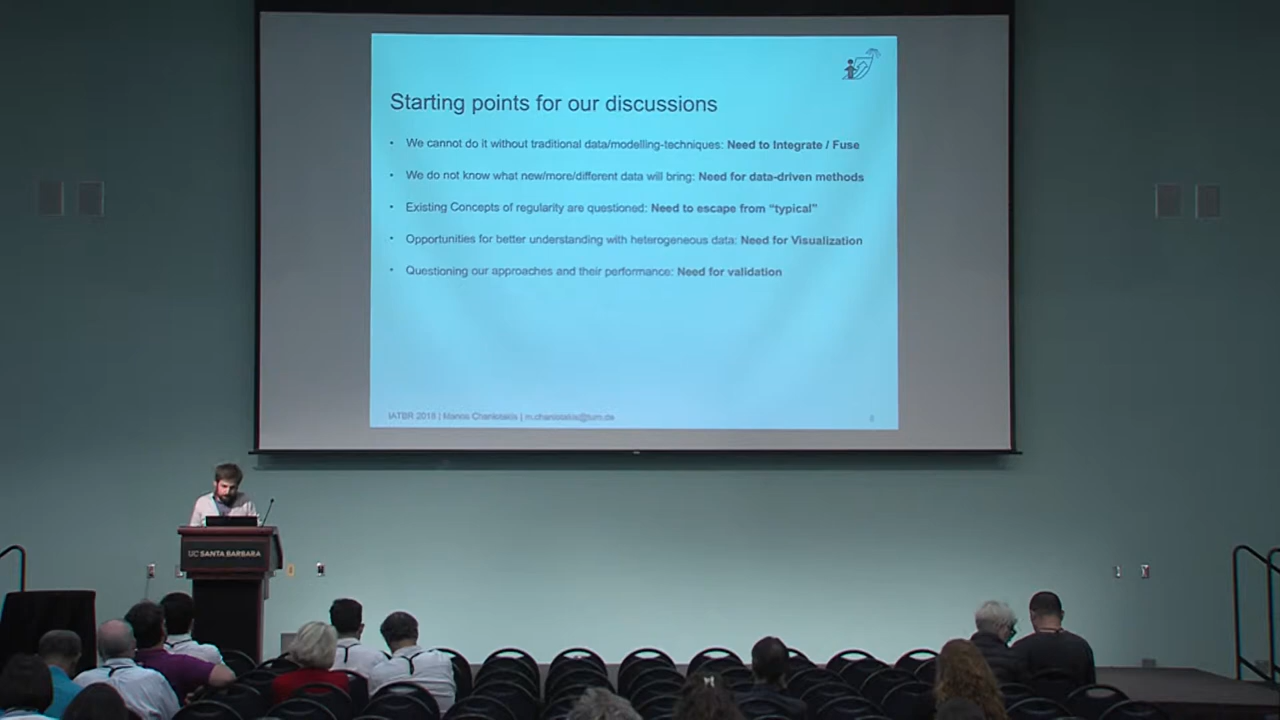 Starting points for our discussions
• We cannot do it without traditional data/modelling-techniques: Need to Integrate / Fuse
• We do not know what new/more/different data will bring: Need for data-driven methods
• Existing Concepts of regularity are questioned: Need to escape from “typical”
• Opportunities for better understanding with heterogeneous data: Need for Visualization
• Questioning our approaches and their performance: Need for validation
IATBR 2018 | Manos Chaniotakis | m.chaniotakis@tum.de
UC SANTA BARBARA